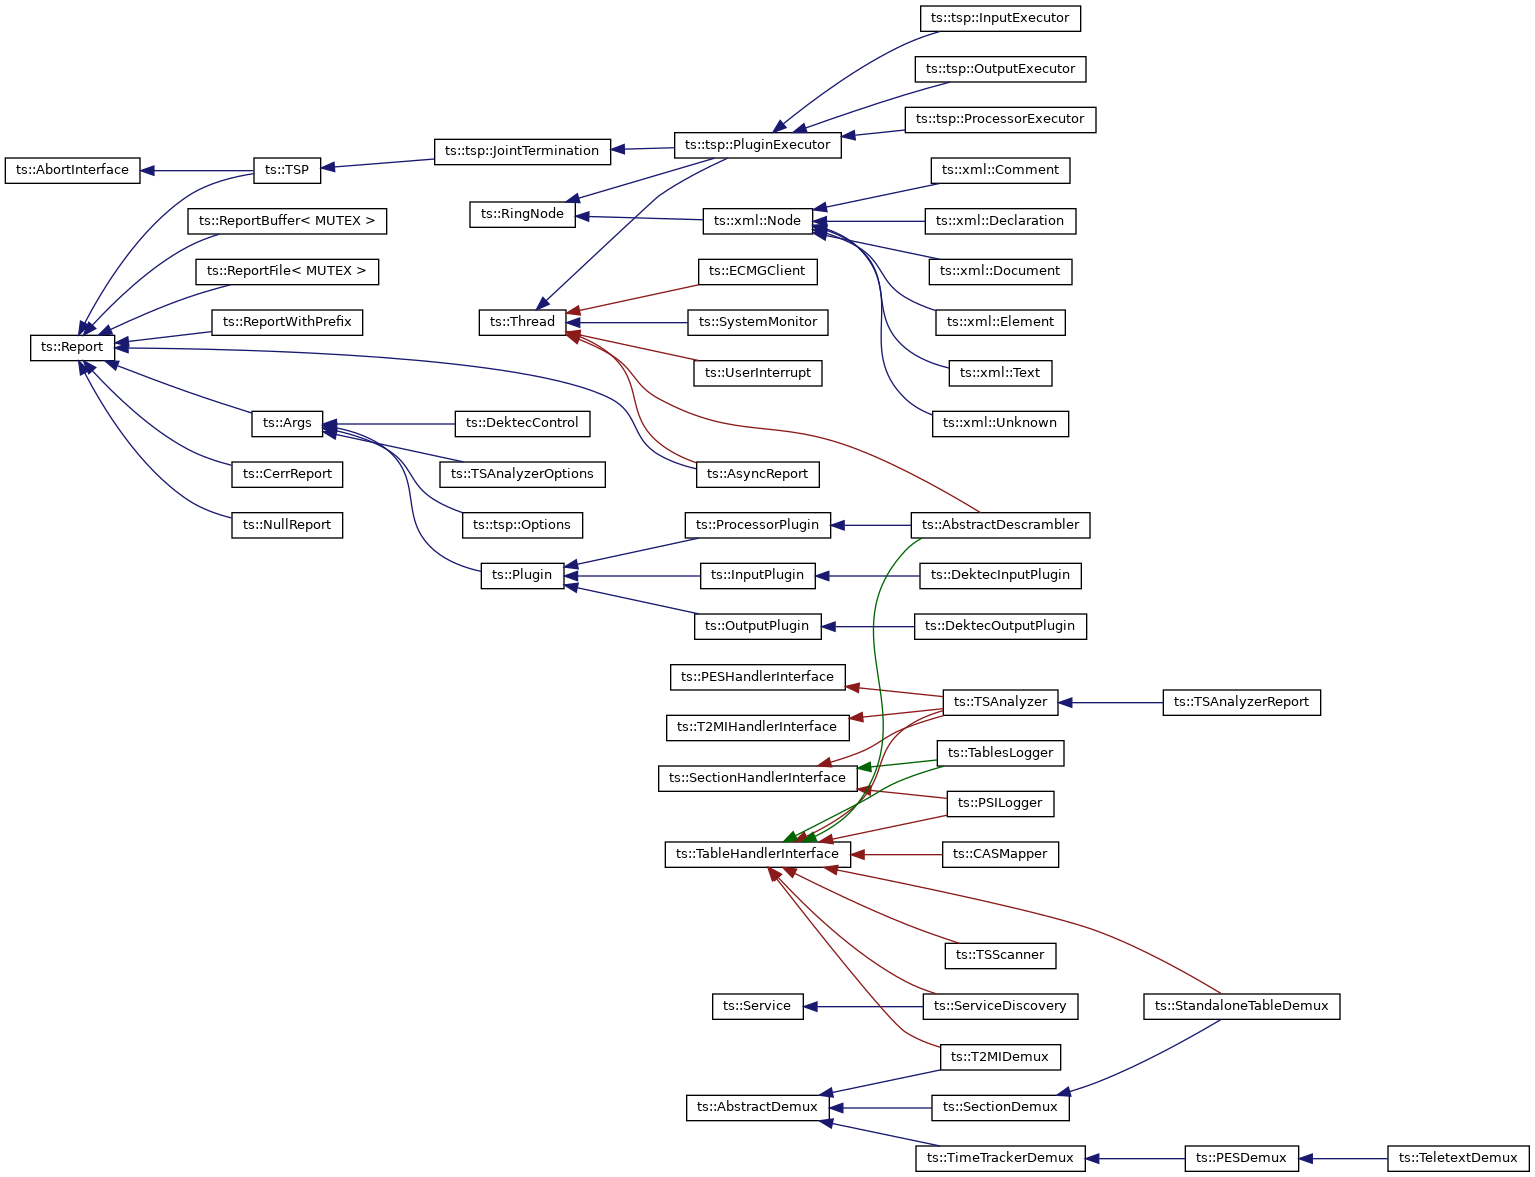 ts::tsp::InputExecutor
ts::tsp::OutputExecutor
ts::tsp::ProcessorExecutor
ts::tsp::PluginExecutor
ts::tsp::JointTermination
ts::AbortInterface
ts::TSP
ts::xml::Comment
ts::ReportBuffer< MUTEX >
ts::RingNode
ts::xml::Node
ts::xml::Declaration
ts::ReportFile< MUTEX >
ts::ECMGClient
ts::xml::Document
ts::ReportWithPrefix
ts::Thread
ts::SystemMonitor
ts::xml::Element
ts::Report
ts::UserInterrupt
ts::xml::Text
ts::Args
ts::DektecControl
ts::xml::Unknown
ts::CerrReport
ts::TSAnalyzerOptions
ts::AsyncReport
ts::NullReport
ts::tsp::Options
ts::ProcessorPlugin
ts::AbstractDescrambler
ts::Plugin
ts::InputPlugin
ts::DektecInputPlugin
ts::OutputPlugin
ts::DektecOutputPlugin
ts::PESHandlerInterface
ts::TSAnalyzer
ts::TSAnalyzerReport
ts::T2MIHandlerInterface
ts::TablesLogger
ts::SectionHandlerInterface
ts::PSILogger
ts::TableHandlerInterface
ts::CASMapper
ts::TSScanner
ts::Service
ts::ServiceDiscovery
ts::StandaloneTableDemux
ts::T2MIDemux
ts::AbstractDemux
ts::SectionDemux
ts::TimeTrackerDemux
ts::PESDemux
ts::TeletextDemux